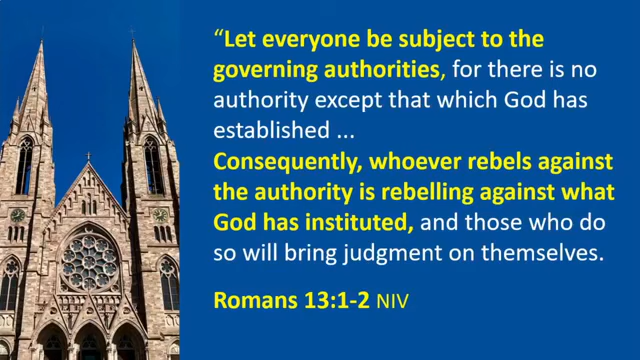 “Let everyone be subject to the
governing authorities, for there is no
authority except that which God has
established ...
Consequently, whoever rebels against
the authority is rebelling against what
God has instituted, and those who do
so will bring judgment on themselves.
Romans 13:1-2 NIV